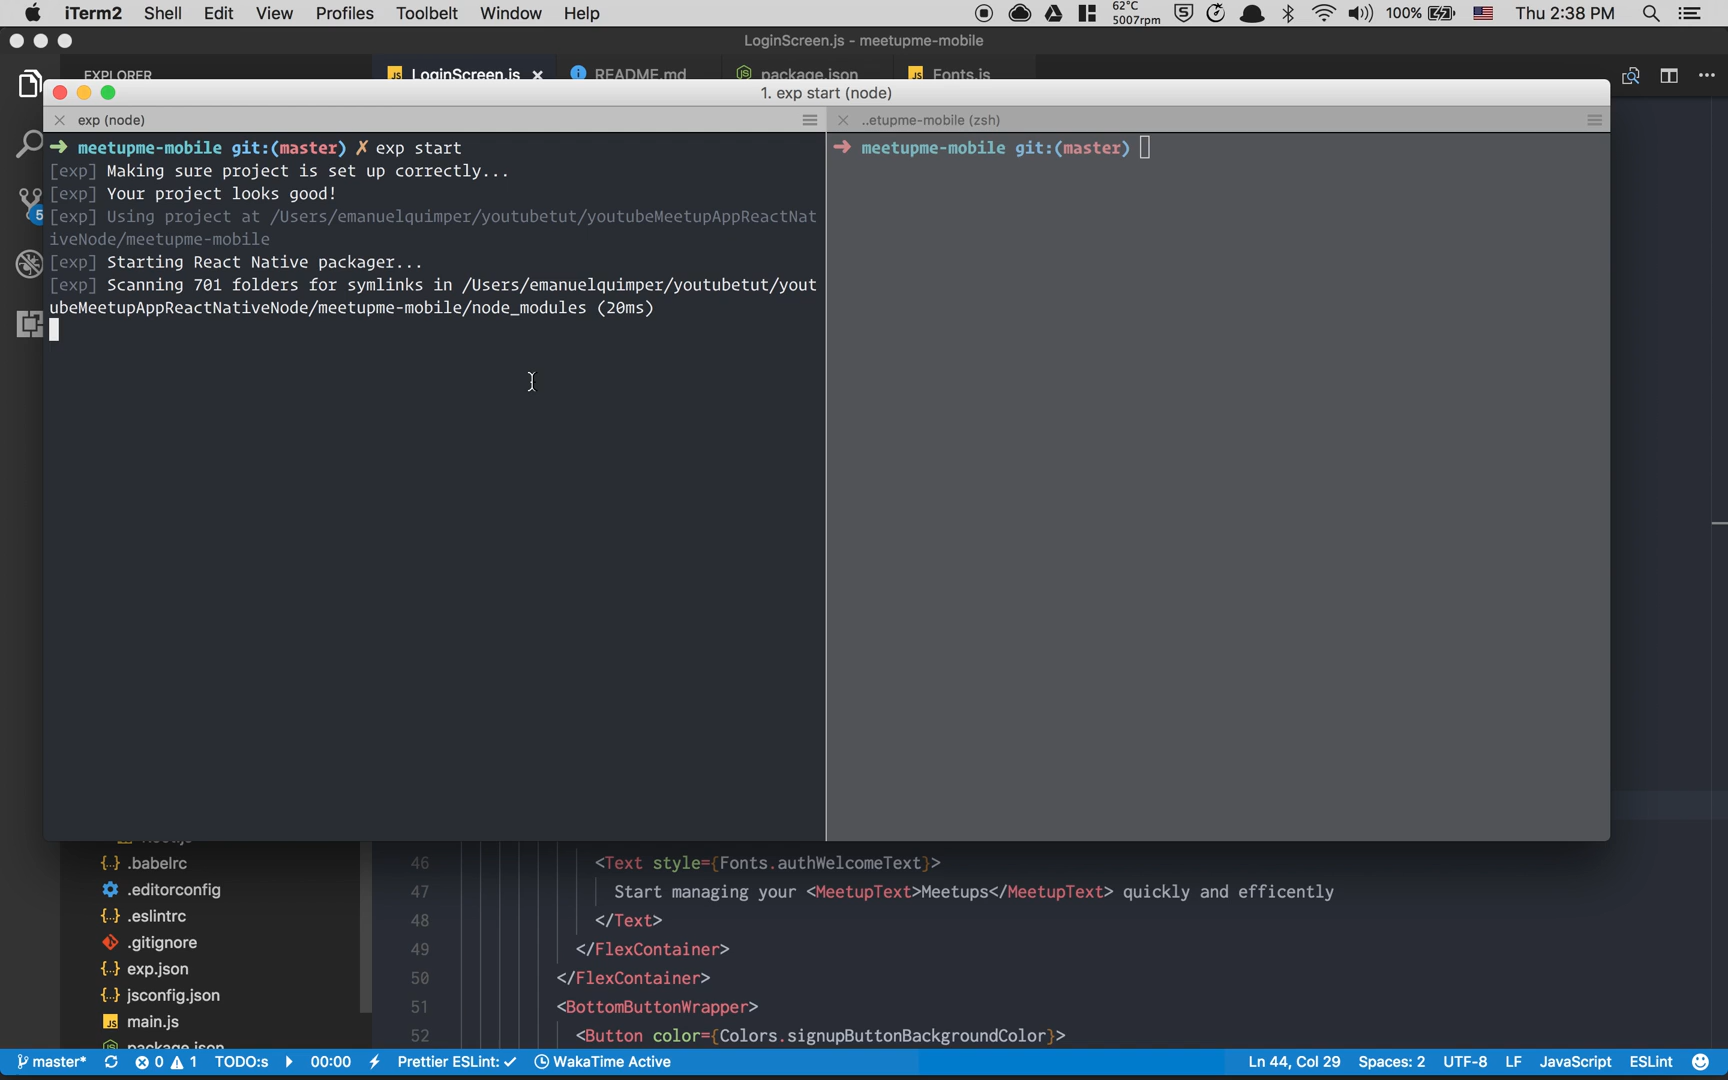 iTerm2 Shell Edit View Profiles Toolbelt Window Help 62°C 5007rpm 100% Thu 2:38 PM
LoginScreen.js - meetupme-mobile
EXPLORER LoginScreen.js README.md package.json Fonts.js
1. exp start (node)
exp (node) ..etupme-mobile (zsh)
➜ meetupme-mobile git:(master) ✗ exp start
[exp] Making sure project is set up correctly...
[exp] Your project looks good!
[exp] Using project at /Users/emanuelquimper/youtubetut/youtubeMeetupAppReactNat
iveNode/meetupme-mobile
[exp] Starting React Native packager...
[exp] Scanning 701 folders for symlinks in /Users/emanuelquimper/youtubetut/yout
ubeMeetupAppReactNativeNode/meetupme-mobile/node_modules (20ms)
➜ meetupme-mobile git:(master)
5
.babelrc
.editorconfig
.eslintrc
.gitignore
exp.json
jsconfig.json
main.js
package.json
46 <Text style={Fonts.authWelcomeText}>
47 Start managing your <MeetupText>Meetups</MeetupText> quickly and efficently
48 </Text>
49 </FlexContainer>
50 </FlexContainer>
51 <BottomButtonWrapper>
52 <Button color={Colors.signupButtonBackgroundColor}>
master* 0 1 TODO:s 00:00 Prettier ESLint: ✓ WakaTime Active Ln 44, Col 29 Spaces: 2 UTF-8 LF JavaScript ESLint